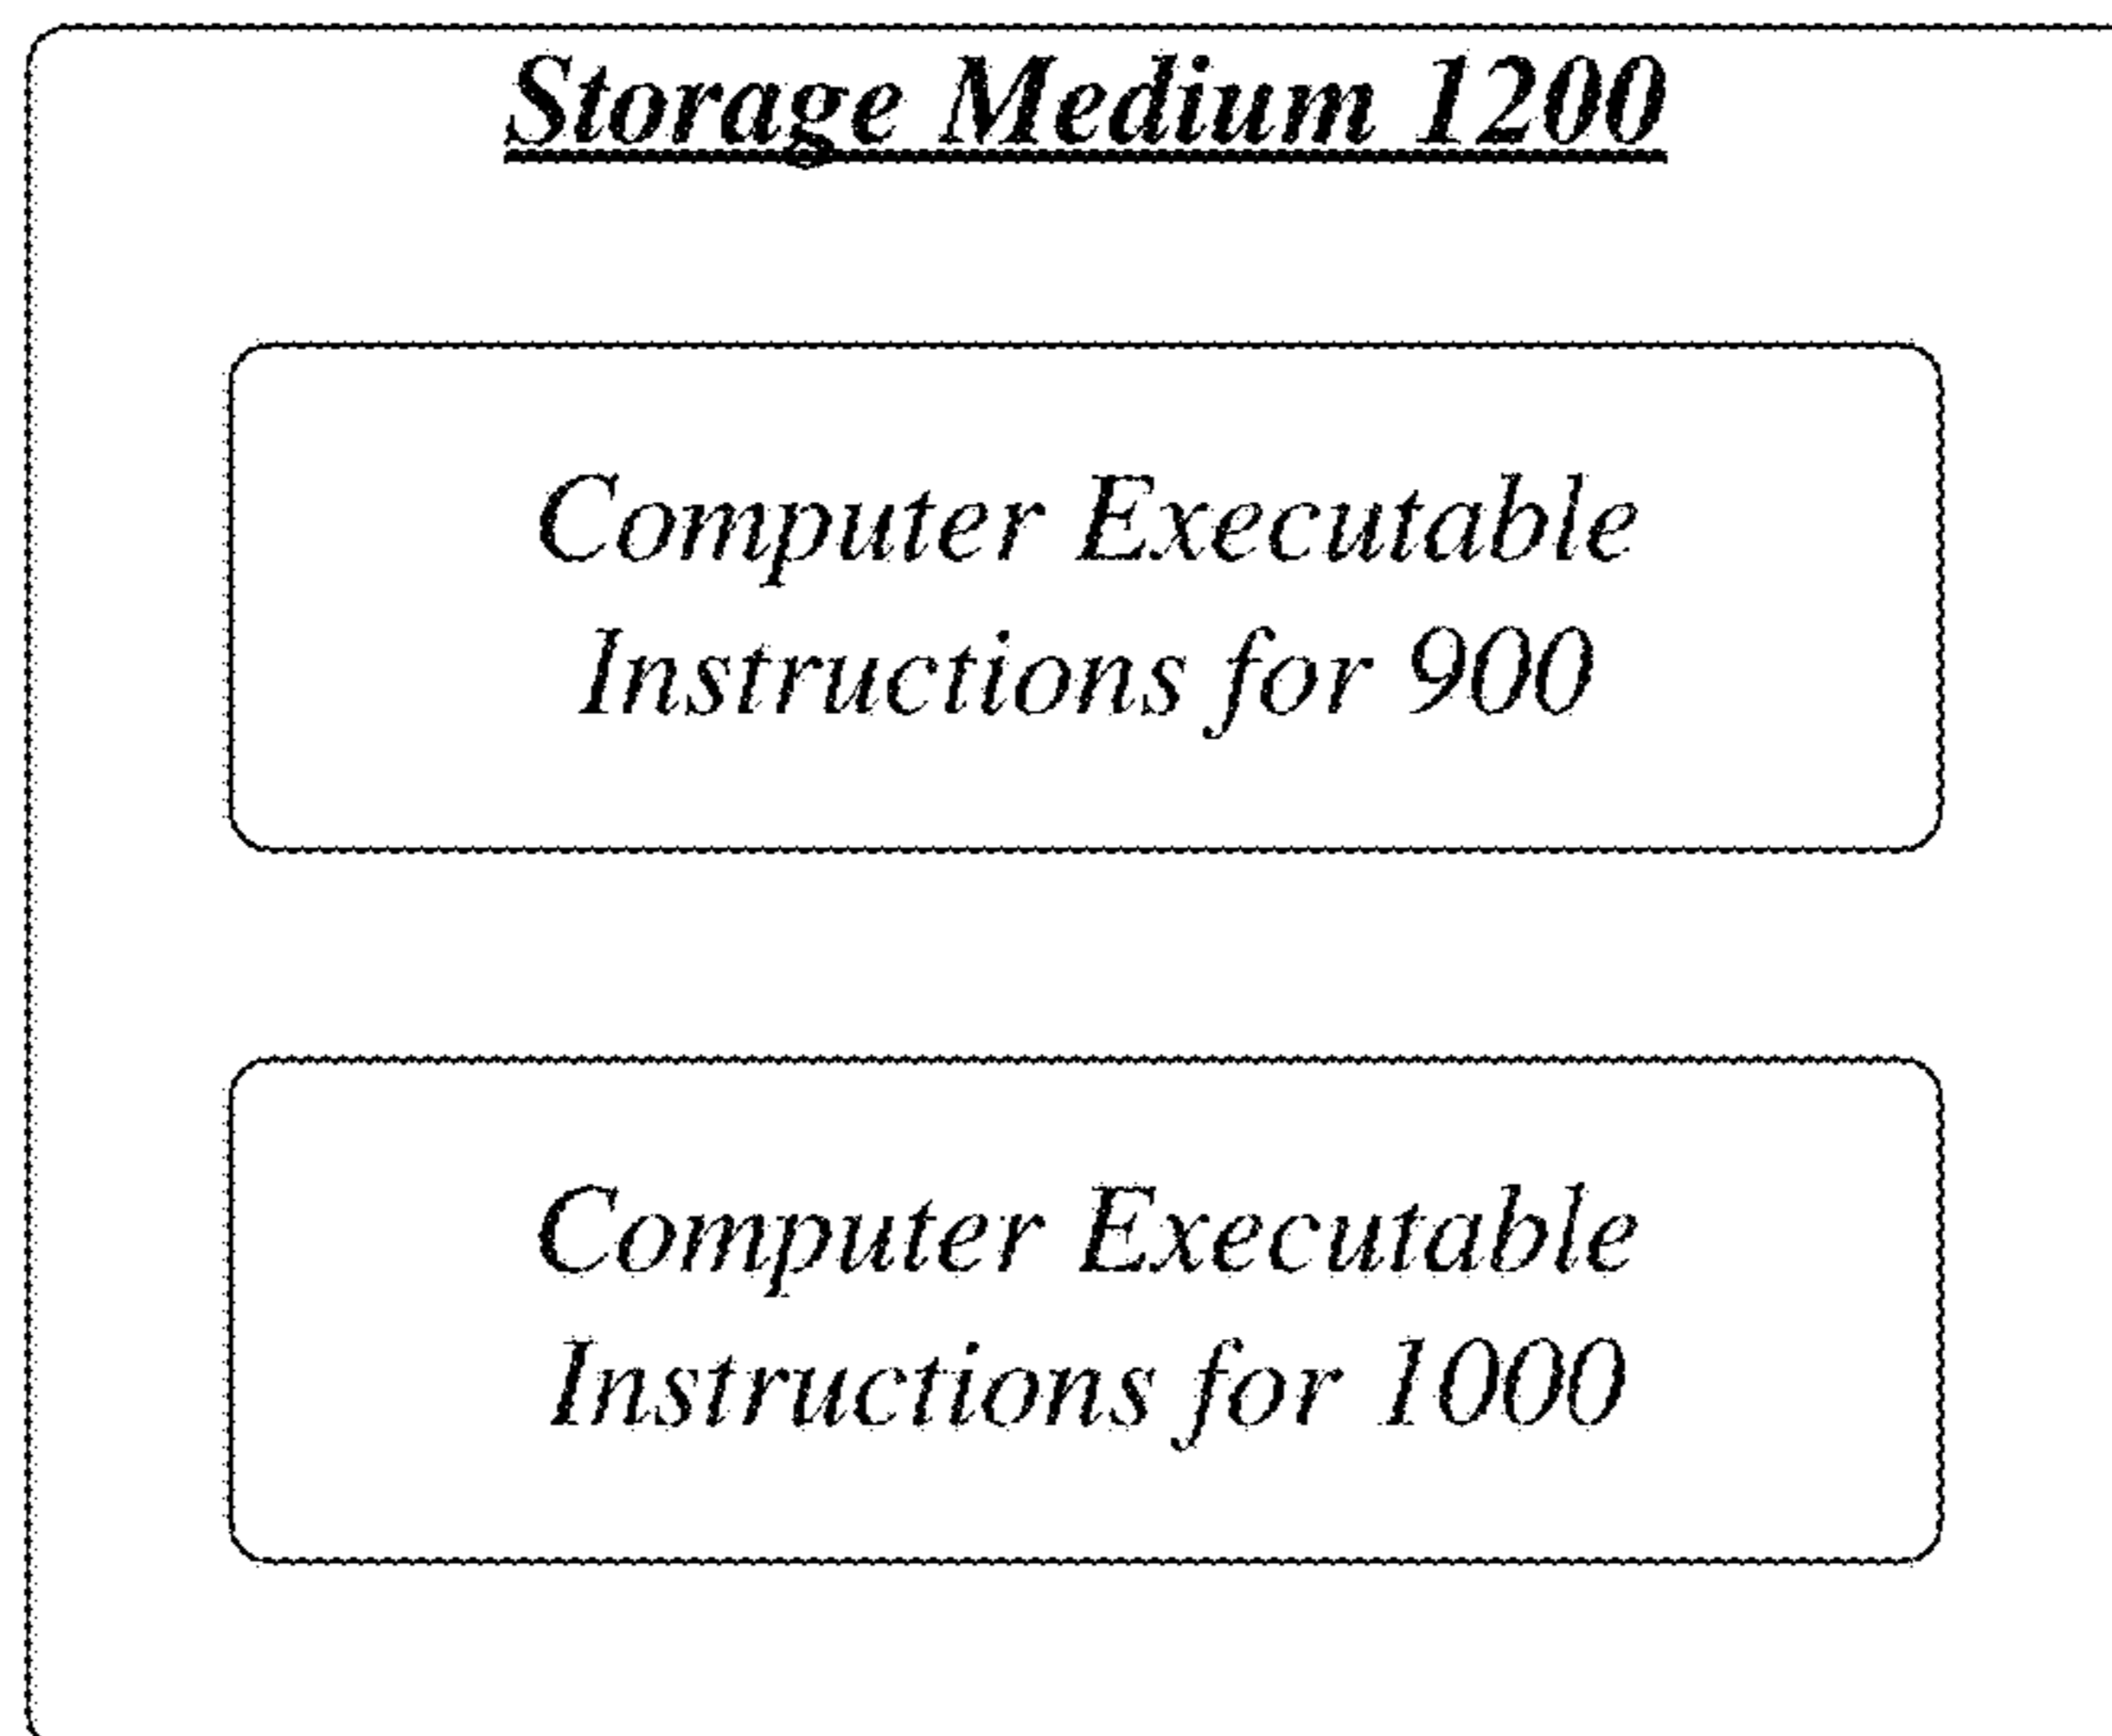 Storage Medium 1200
Computer Executable
Instructions for 900
Computer Executable
Instructions for 1000